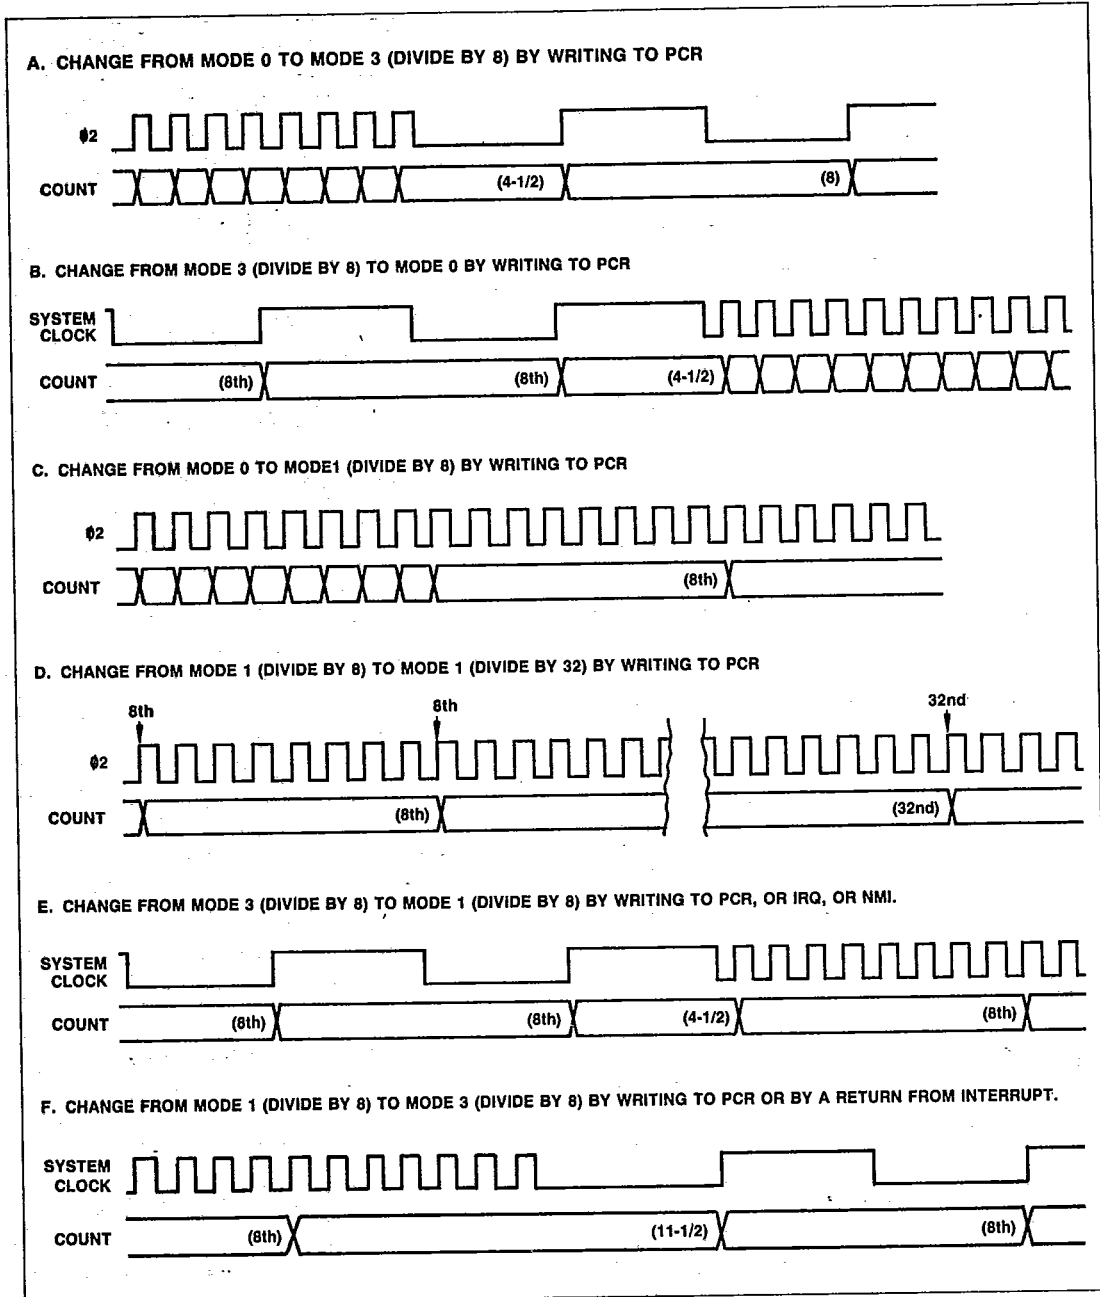 A. CHANGE FROM MODE 0 TO MODE 3 (DIVIDE BY 8) BY WRITING TO PCR
ϕ2
COUNT (4-1/2) (8)
B. CHANGE FROM MODE 3 (DIVIDE BY 8) TO MODE 0 BY WRITING TO PCR
SYSTEM
CLOCK
COUNT (8th) (8th) (4-1/2)
C. CHANGE FROM MODE 0 TO MODE1 (DIVIDE BY 8) BY WRITING TO PCR
ϕ2
COUNT (8th)
D. CHANGE FROM MODE 1 (DIVIDE BY 8) TO MODE 1 (DIVIDE BY 32) BY WRITING TO PCR
8th 8th 32nd
ϕ2
COUNT (8th) (32nd)
E. CHANGE FROM MODE 3 (DIVIDE BY 8) TO MODE 1 (DIVIDE BY 8) BY WRITING TO PCR, OR IRQ, OR NMI.
SYSTEM
CLOCK
COUNT (8th) (8th) (4-1/2) (8th)
F. CHANGE FROM MODE 1 (DIVIDE BY 8) TO MODE 3 (DIVIDE BY 8) BY WRITING TO PCR OR BY A RETURN FROM INTERRUPT.
SYSTEM
CLOCK
COUNT (8th) (11-1/2) (8th)